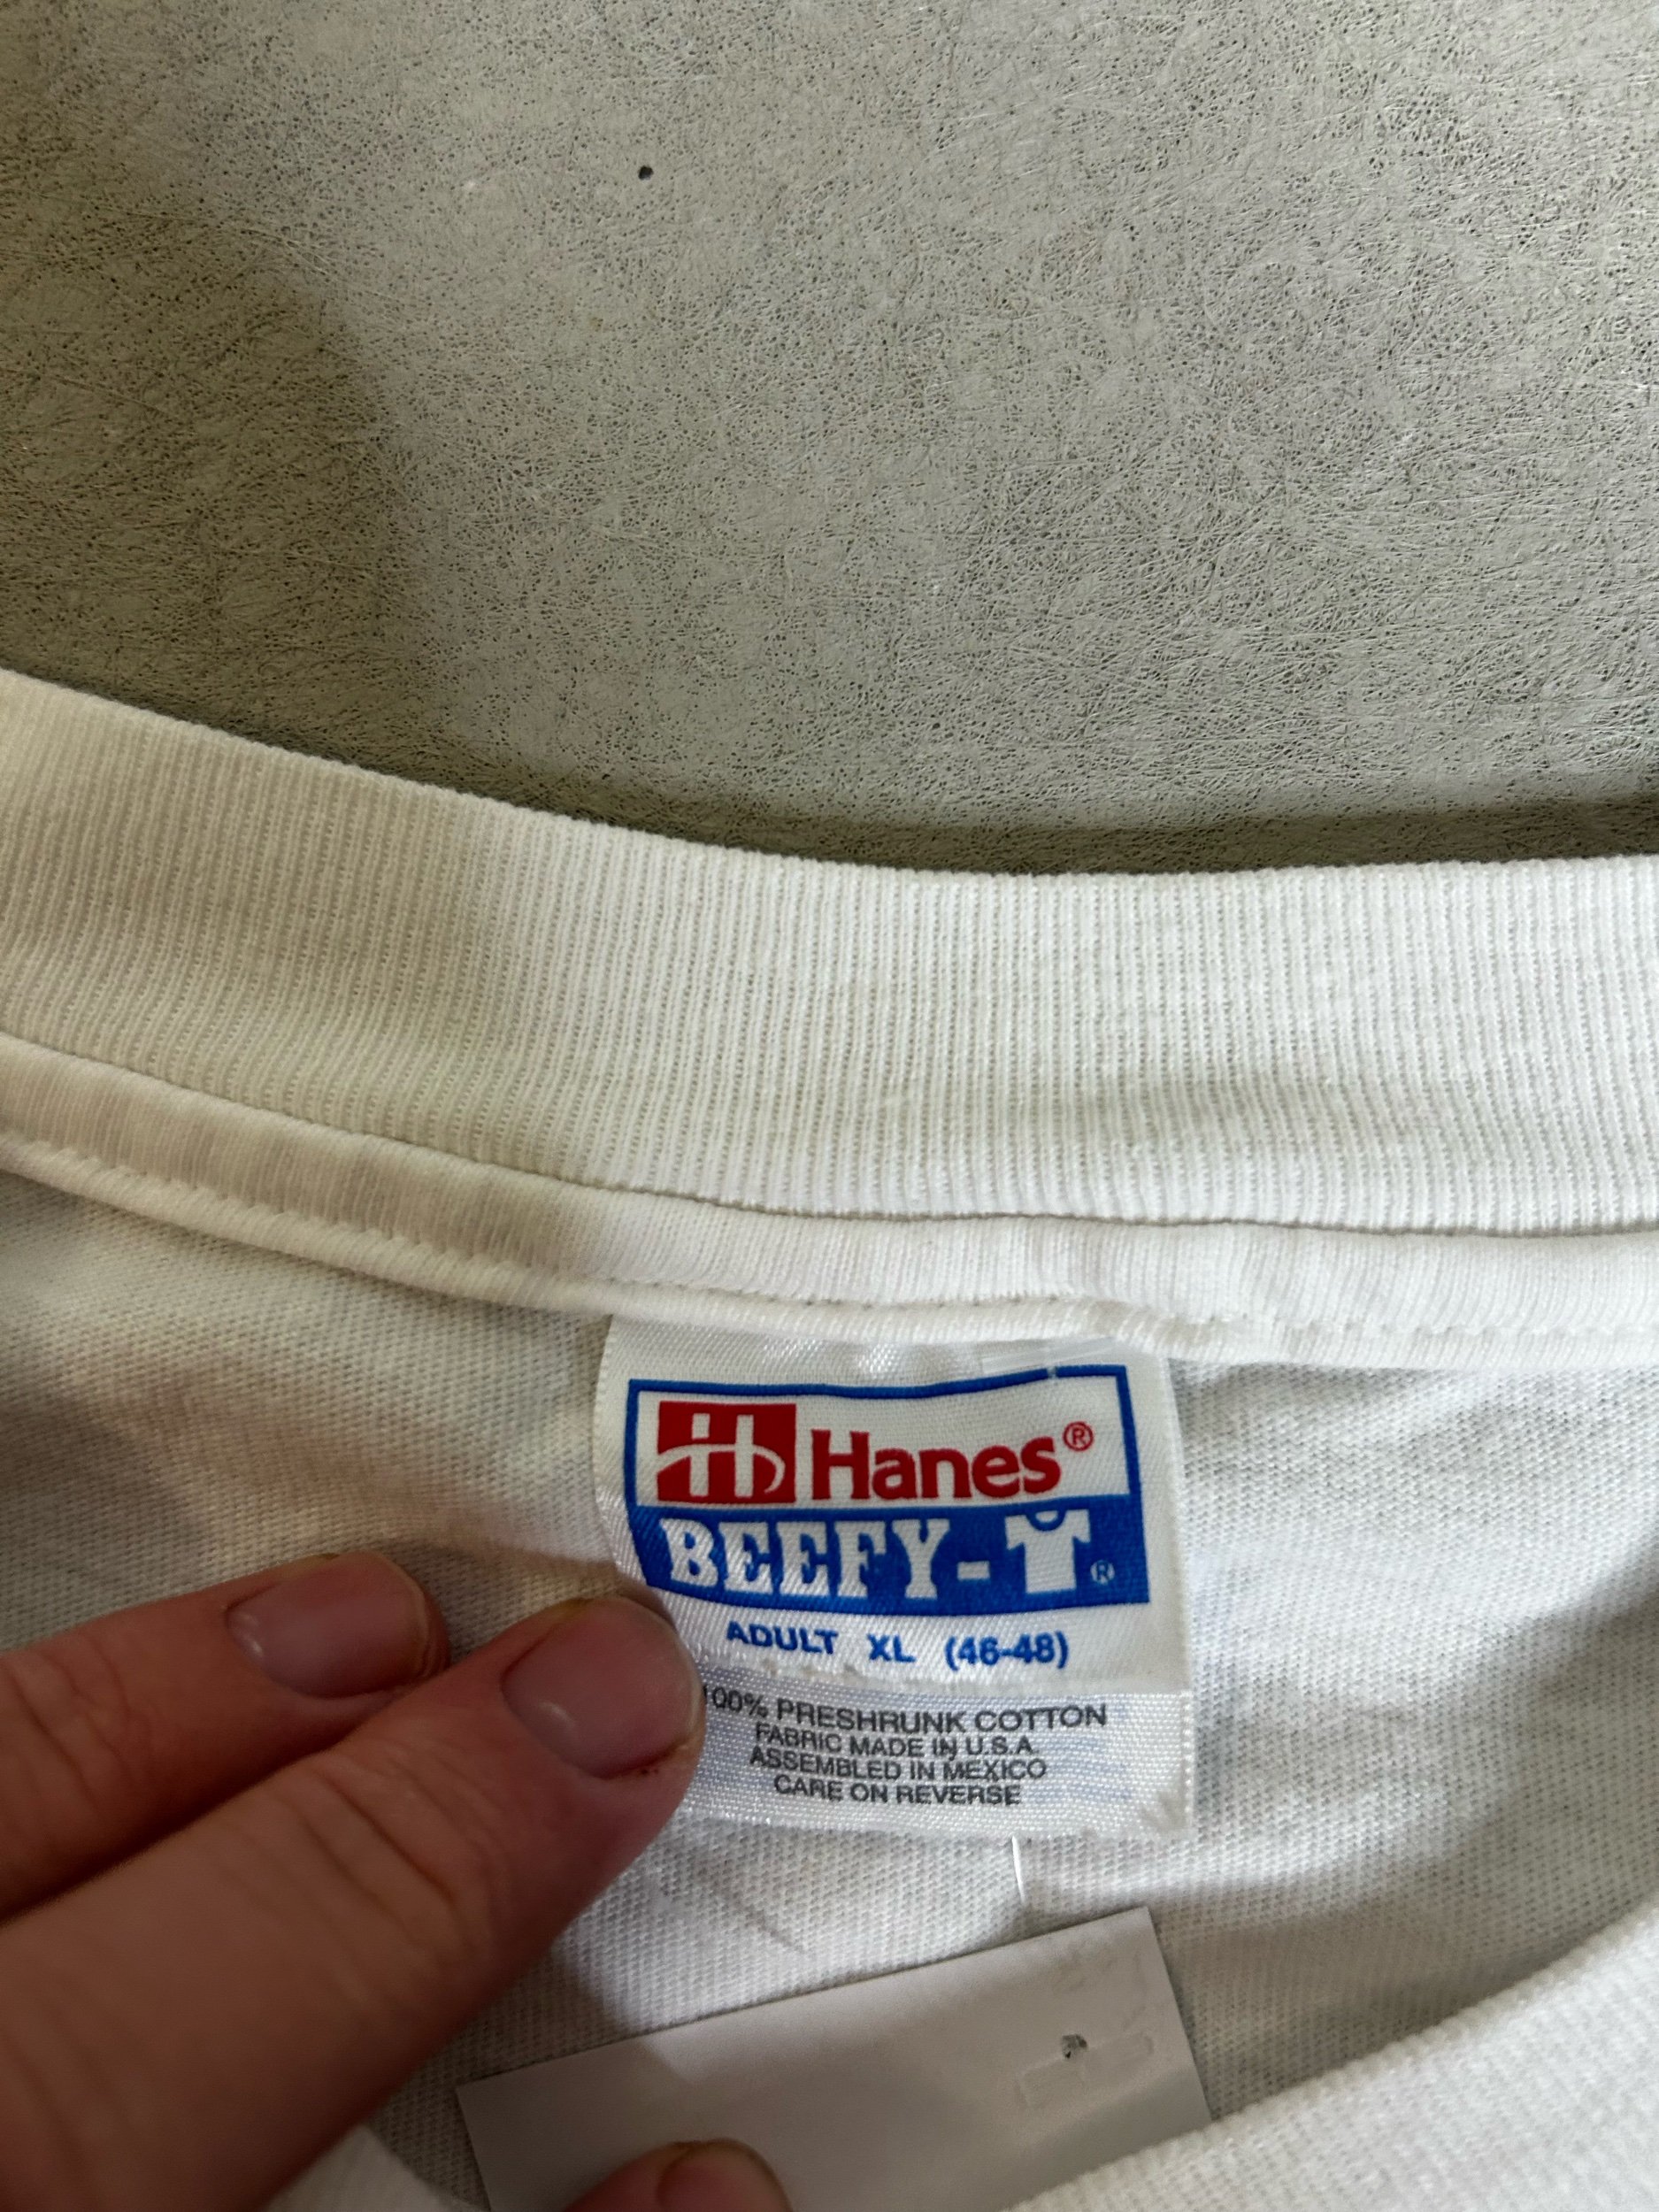 Hanes®
BEEFY-T®
ADULT XL (46-48)
100% PRESHRUNK COTTON
FABRIC MADE IN U.S.A.
ASSEMBLED IN MEXICO
CARE ON REVERSE